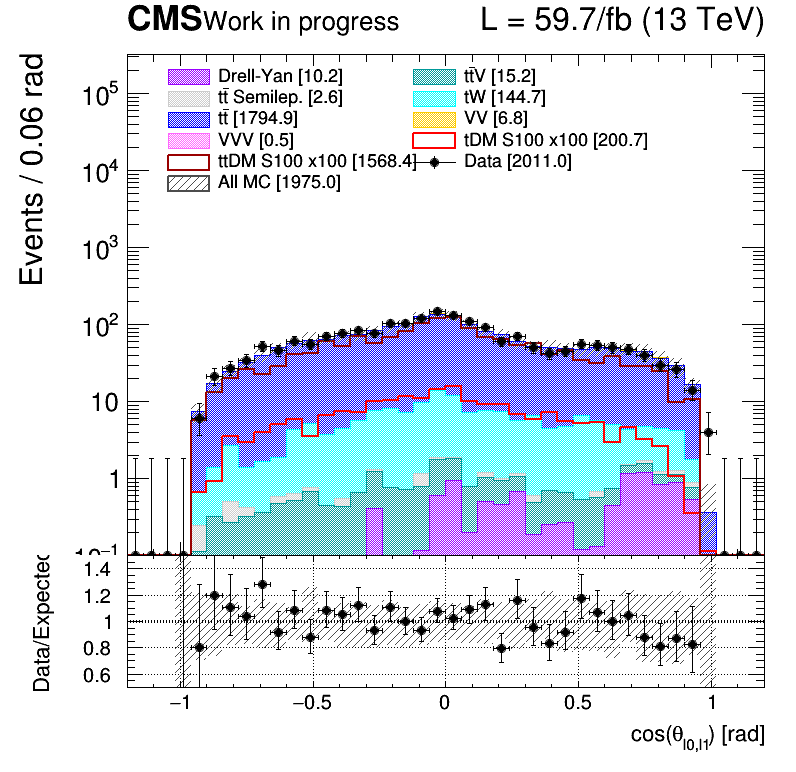 CMS Work in progress L = 59.7/fb (13 TeV)
Events / 0.06 rad
Drell-Yan [10.2] tt̄V [15.2]
tt̄ Semilep. [2.6] tW [144.7]
tt̄ [1794.9] VV [6.8]
VVV [0.5] tDM S100 x100 [200.7]
ttDM S100 x100 [1568.4] Data [2011.0]
All MC [1975.0]
10⁵
10⁴
10³
10²
10
1
10⁻¹
Data/Expected
1.4
1.2
1
0.8
0.6
−1 −0.5 0 0.5 1
cos(θ_l0,l1) [rad]